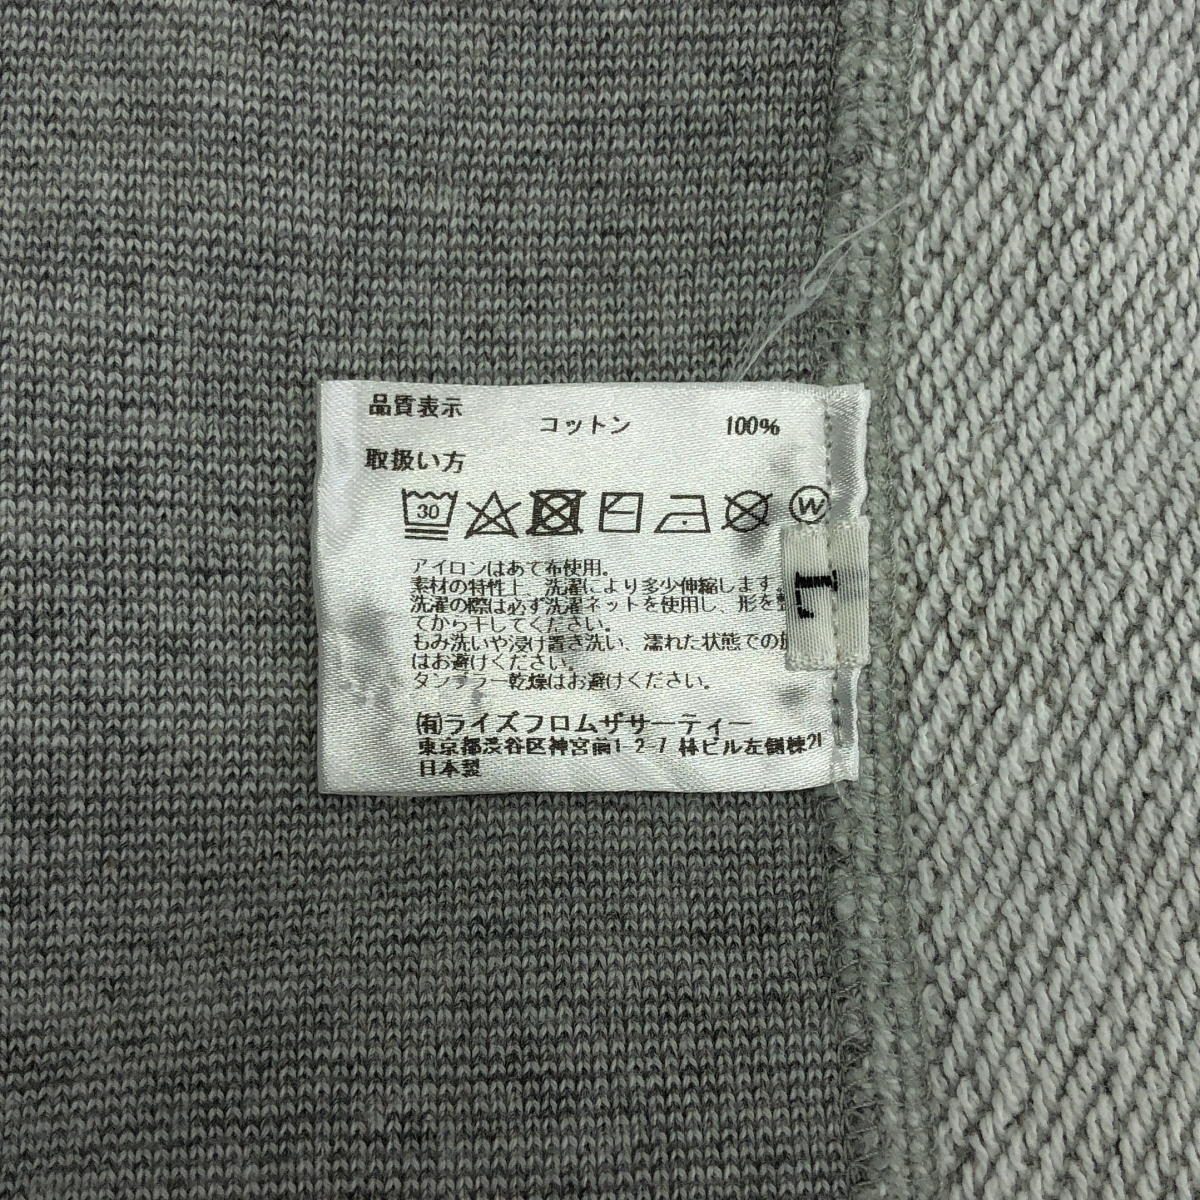 品質表示
コットン 100%
取扱い方
30 W
アイロンはあて布使用。
素材の特性上、洗濯により多少伸縮します。
洗濯の際は必ず洗濯ネットを使用し、形を整
てから干してください。
もみ洗いや浸け置き洗い、濡れた状態での
はお避けください。
タンブラー乾燥はお避けください。
㈲ライズフロムザサーティー
東京都渋谷区神宮前1-2-7 林ビル左側棟21
日本製
L